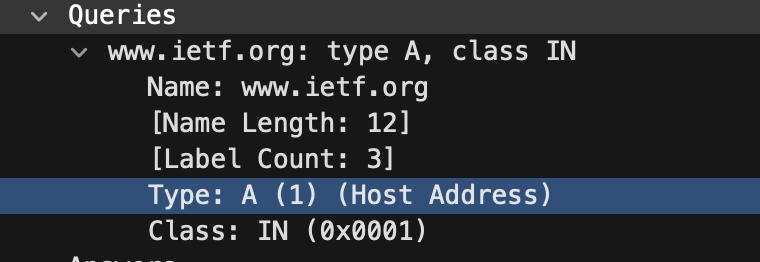 Queries
www.ietf.org: type A, class IN
Name: www.ietf.org
[Name Length: 12]
[Label Count: 3]
Type: A (1) (Host Address)
Class: IN (0x0001)
Answers